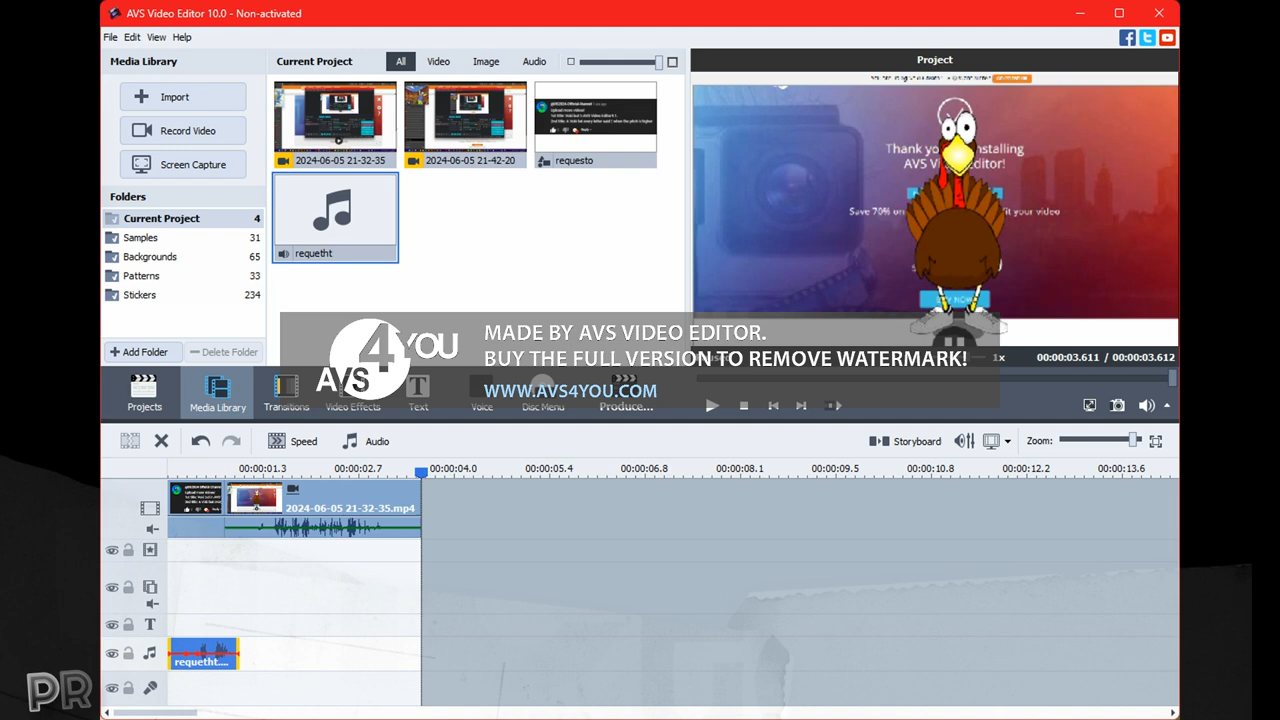 AVS Video Editor 10.0 - Non-activated
File Edit View Help
Media Library
Import
Record Video
Screen Capture
Folders
Current Project 4
Samples 31
Backgrounds 65
Patterns 33
Stickers 234
Add Folder Delete Folder
Current Project All Video Image Audio
2024-06-05 21-32-35 2024-06-05 21-42-20 requesto
requetht
Project
Thank installing
AVS Editor!
Save 70% on your video
1x 00:00:03.611 / 00:00:03.612
AVS4YOU
MADE BY AVS VIDEO EDITOR.
BUY THE FULL VERSION TO REMOVE WATERMARK!
WWW.AVS4YOU.COM
Projects Media Library Transitions Video Effects Text Voice Disc Menu Produce...
Speed Audio Storyboard Zoom:
00:00:01.3 00:00:02.7 00:00:04.0 00:00:05.4 00:00:06.8 00:00:08.1 00:00:09.5 00:00:10.8 00:00:12.2 00:00:13.6
2024-06-05 21-32-35.mp4
T
requetht....
PR